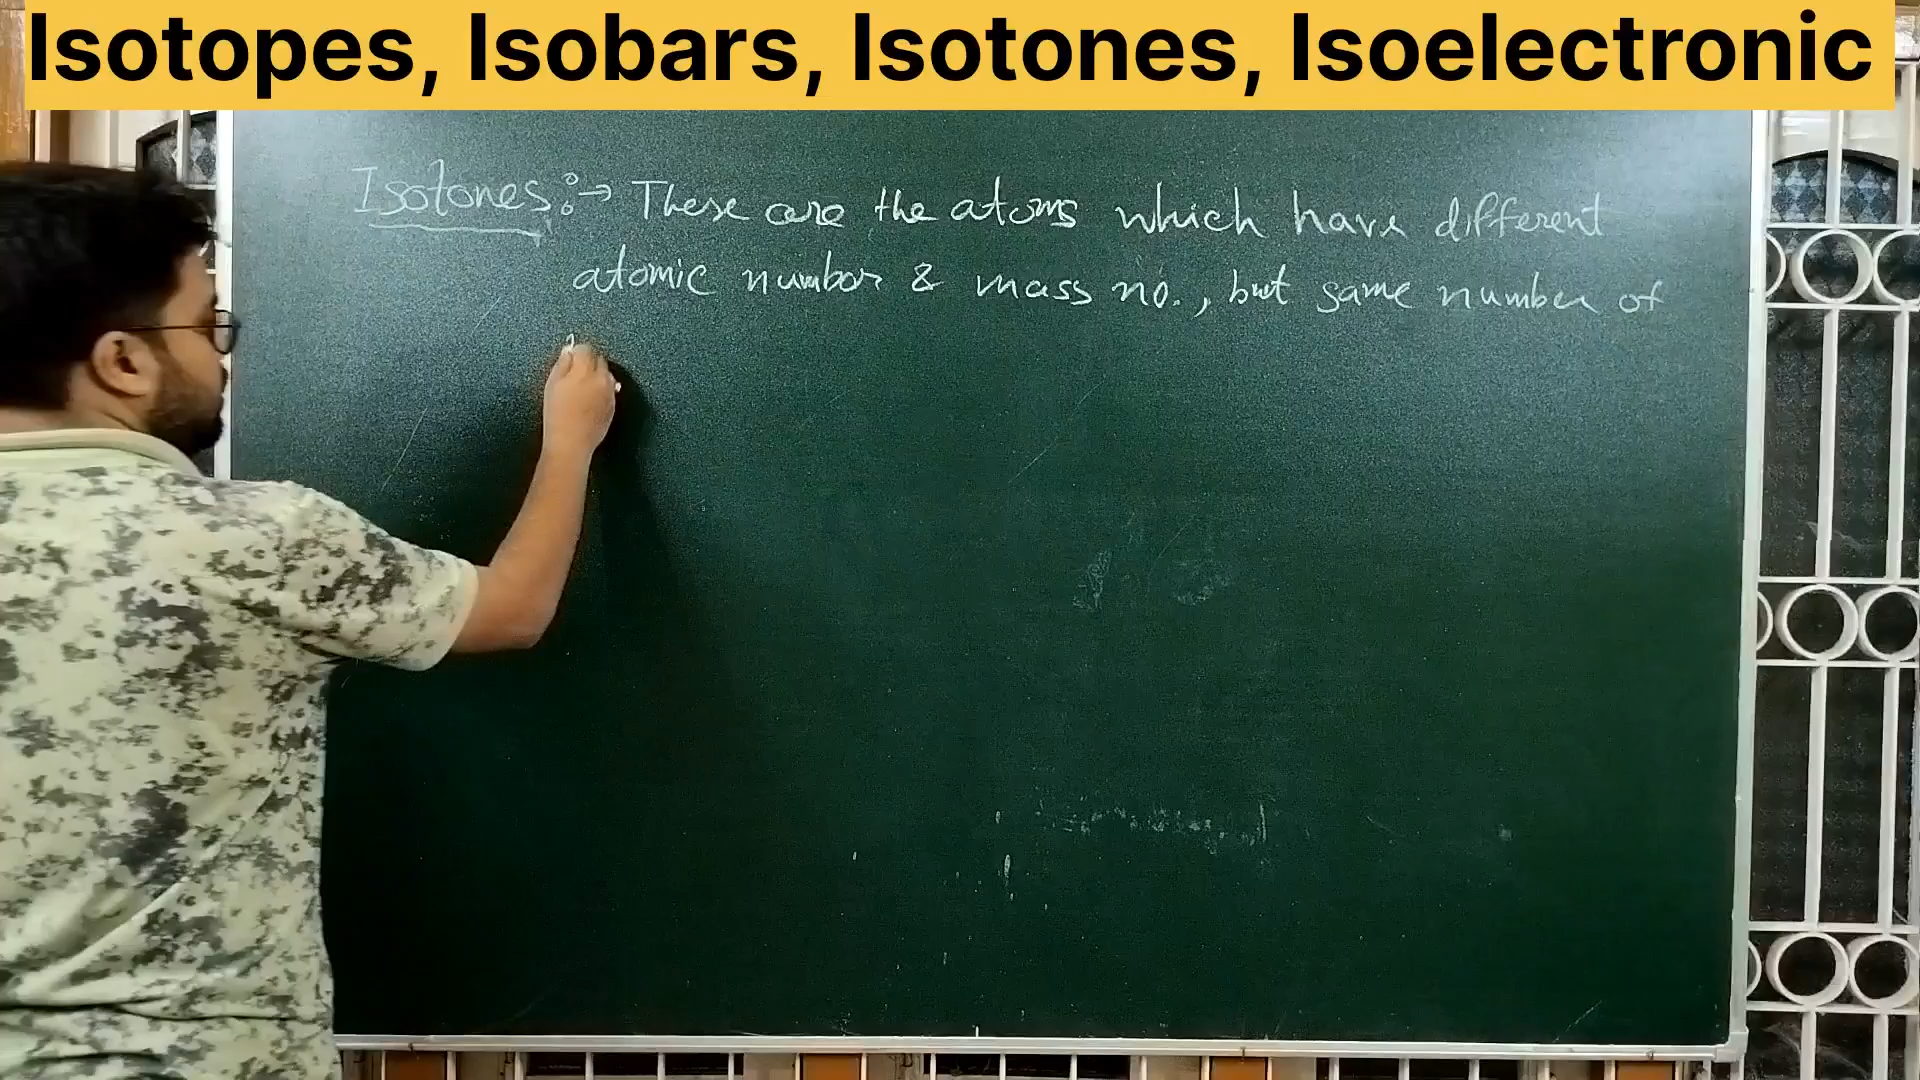 Isotopes, Isobars, Isotones, Isoelectronic
Isotones :→ These are the atoms which have different
atomic number & mass no., but same number of